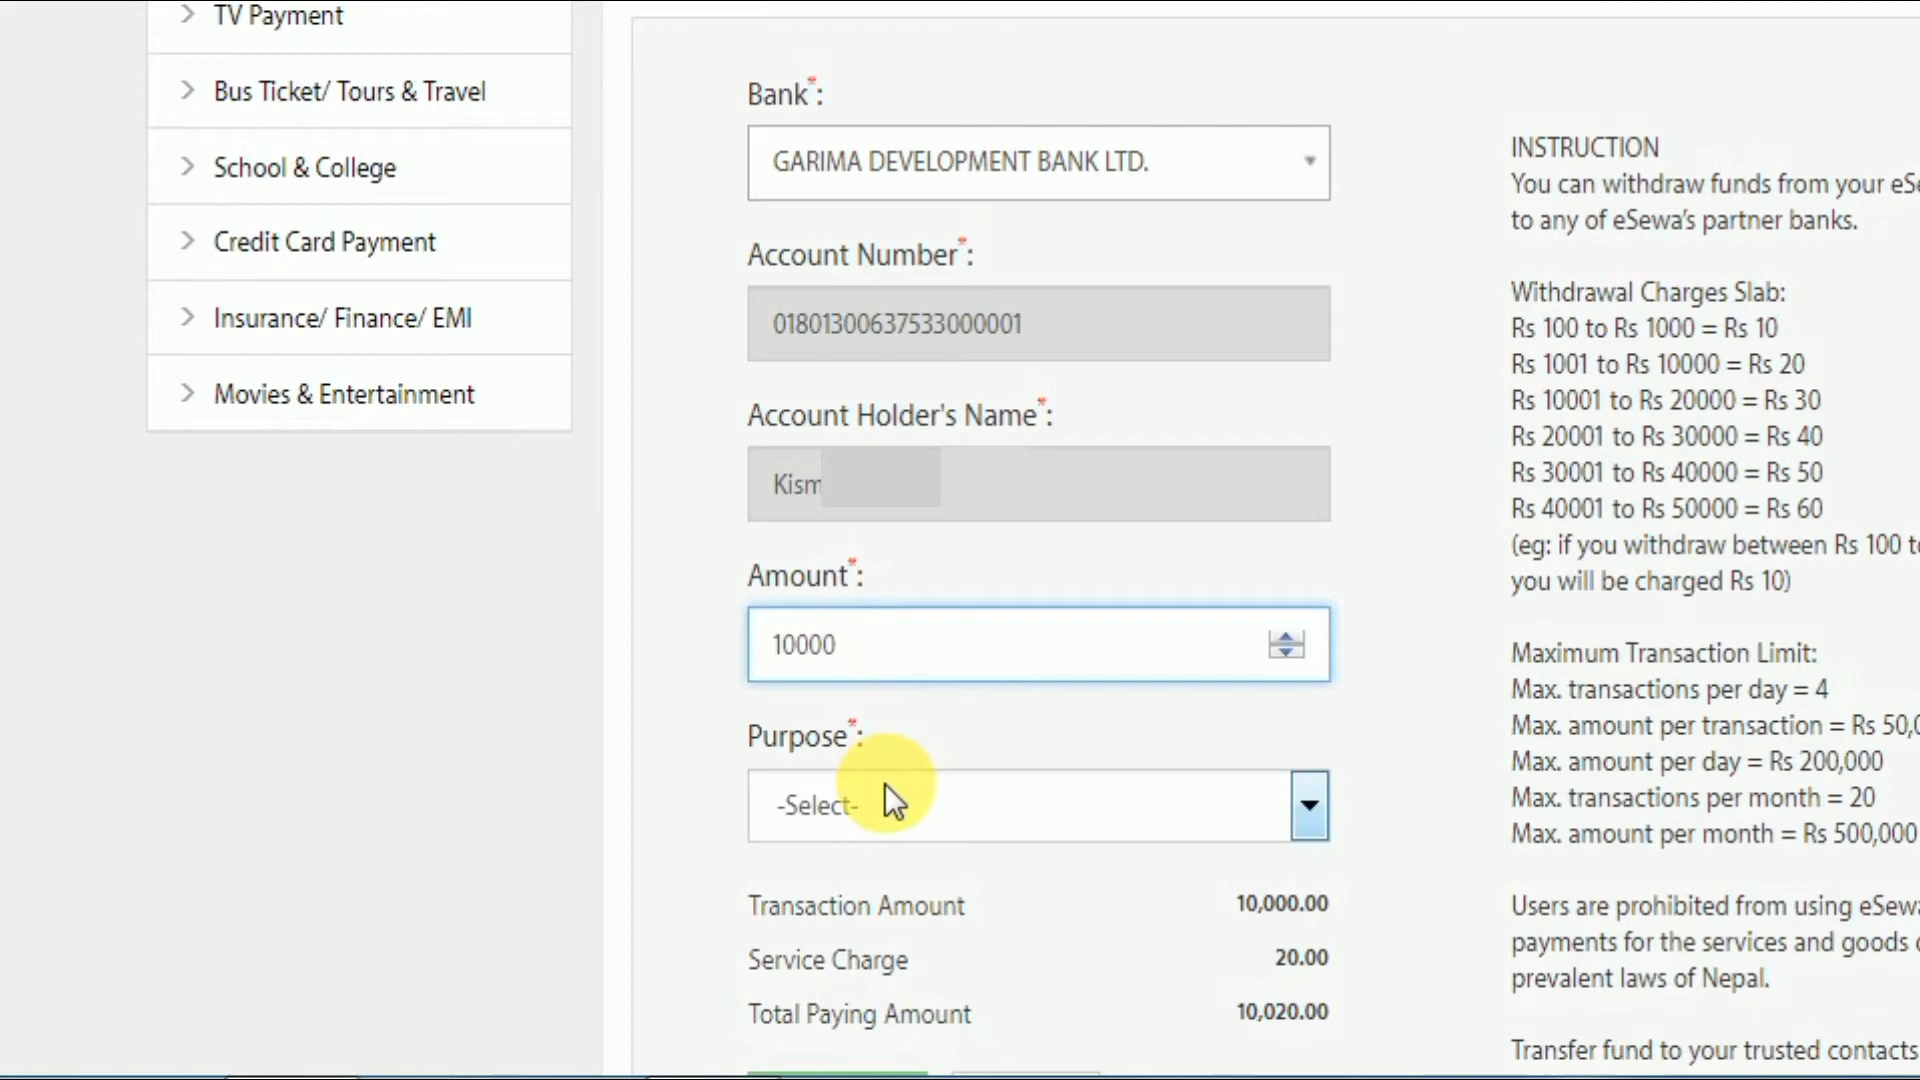 TV Payment
Bus Ticket/ Tours & Travel
School & College
Credit Card Payment
Insurance/ Finance/ EMI
Movies & Entertainment
Bank*:
GARIMA DEVELOPMENT BANK LTD.
Account Number*:
01801300637533000001
Account Holder's Name*:
Kism
Amount*:
10000
Purpose*:
-Select-
Transaction Amount 10,000.00
Service Charge 20.00
Total Paying Amount 10,020.00
INSTRUCTION
You can withdraw funds from your eSe
to any of eSewa's partner banks.
Withdrawal Charges Slab:
Rs 100 to Rs 1000 = Rs 10
Rs 1001 to Rs 10000 = Rs 20
Rs 10001 to Rs 20000 = Rs 30
Rs 20001 to Rs 30000 = Rs 40
Rs 30001 to Rs 40000 = Rs 50
Rs 40001 to Rs 50000 = Rs 60
(eg: if you withdraw between Rs 100 to
you will be charged Rs 10)
Maximum Transaction Limit:
Max. transactions per day = 4
Max. amount per transaction = Rs 50,0
Max. amount per day = Rs 200,000
Max. transactions per month = 20
Max. amount per month = Rs 500,000
Users are prohibited from using eSewa
payments for the services and goods
prevalent laws of Nepal.
Transfer fund to your trusted contacts